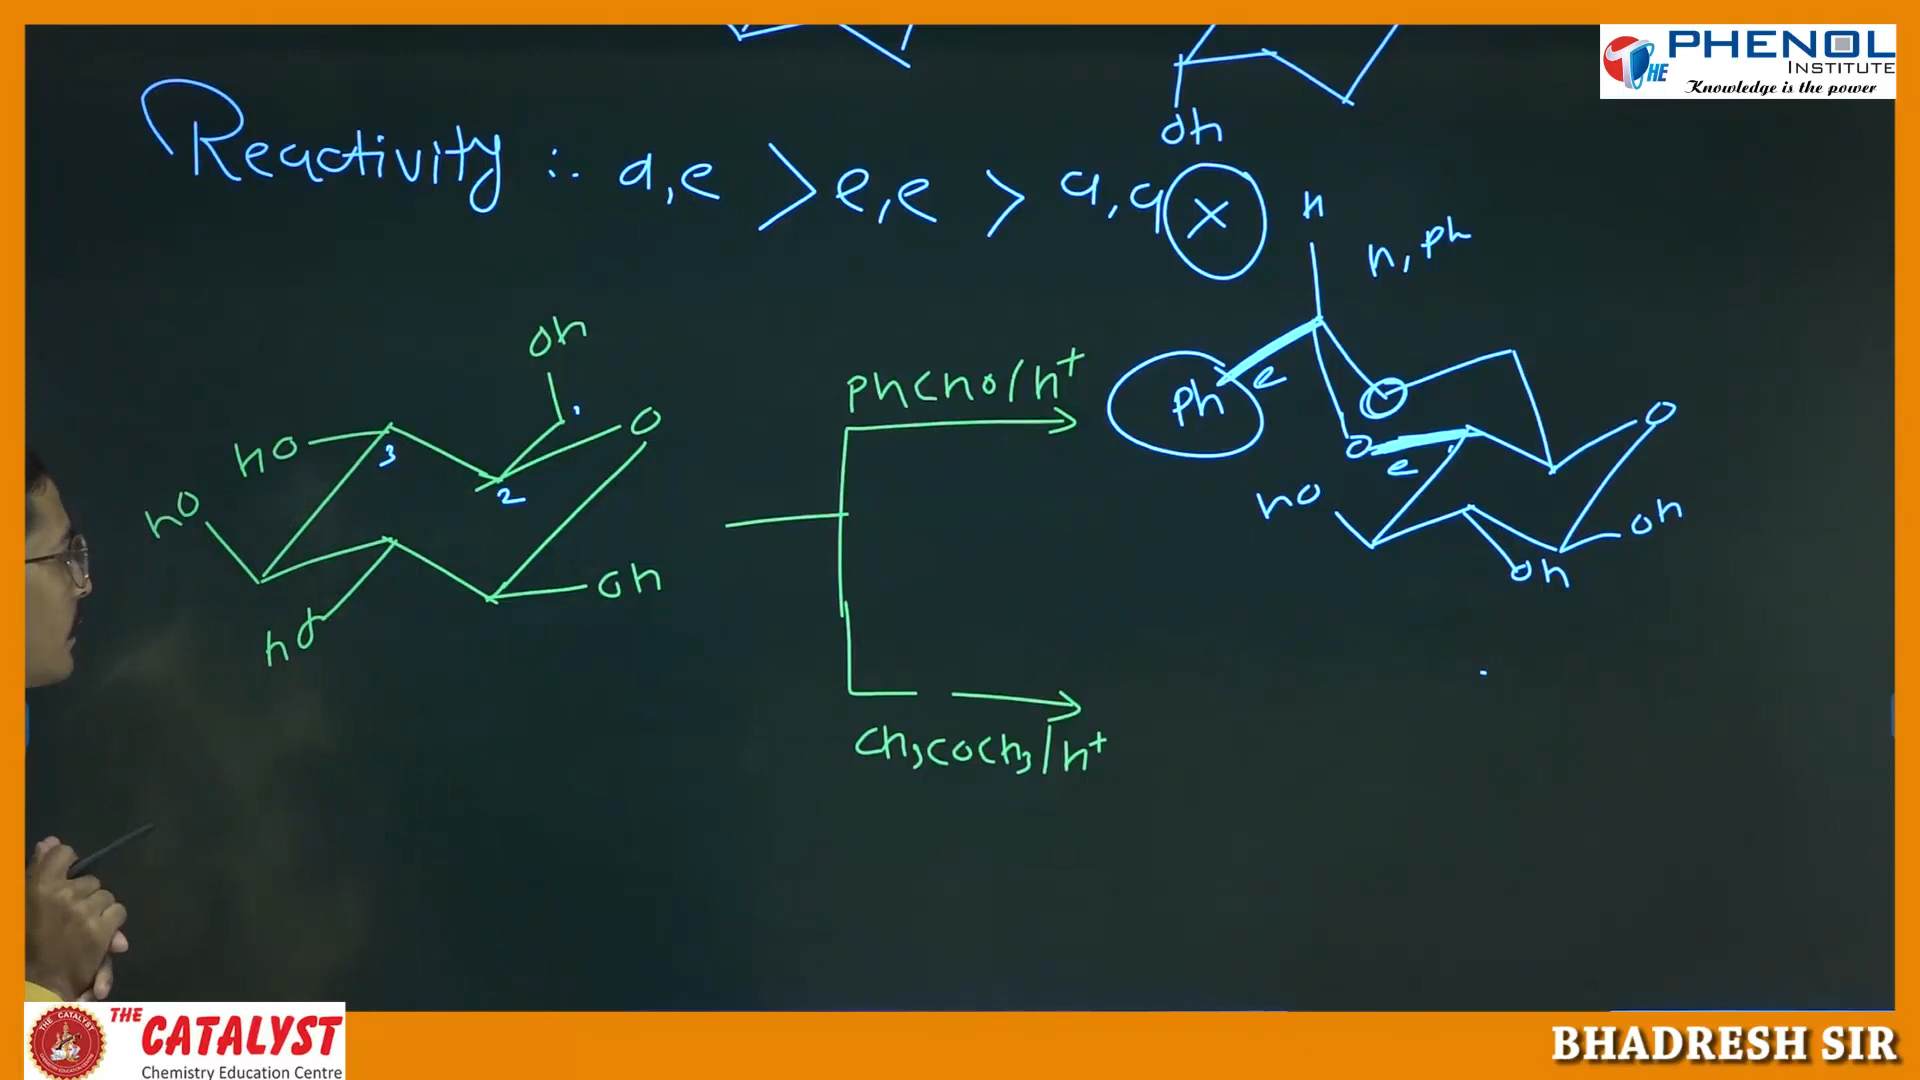 THE PHENOL
INSTITUTE
Knowledge is the power
oh
Reactivity :- a,e > e,e > a,a X
h
h, ph
oh
phcho/h+
ph
e
O
ho
3
1
2
O
O
e
ho
oh
oh
ho
oh
ch3coch3/h+
THE
CATALYST
Chemistry Education Centre
BHADRESH SIR